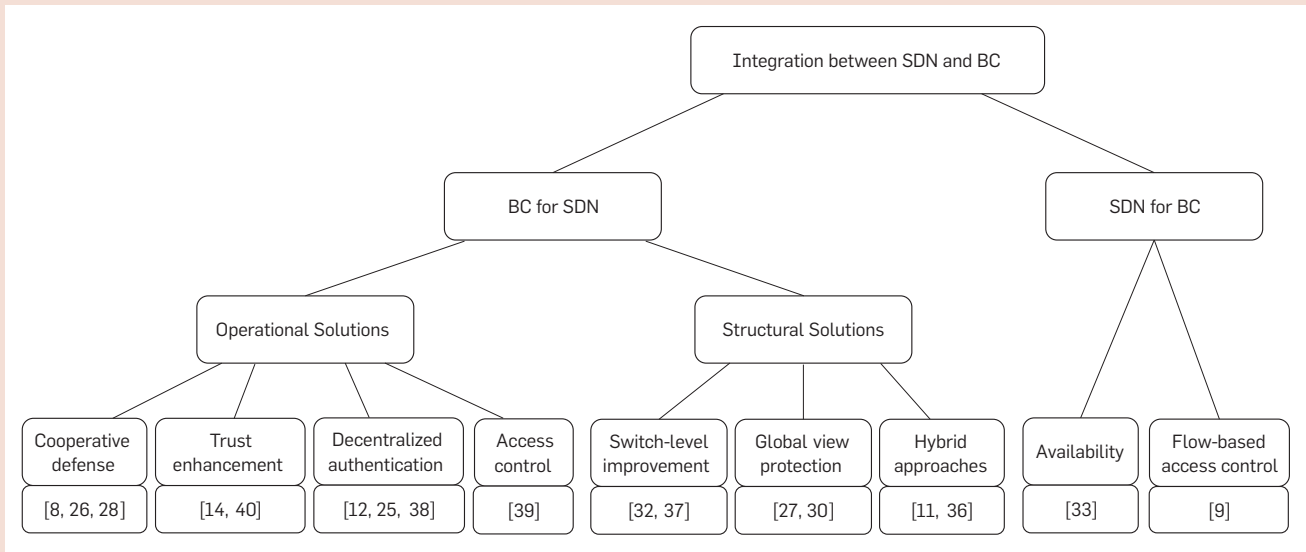 Integration between SDN and BC
BC for SDN
SDN for BC
Operational Solutions
Structural Solutions
Cooperative
defense
[8, 26, 28]
Trust
enhancement
[14, 40]
Decentralized
authentication
[12, 25, 38]
Access
control
[39]
Switch-level
improvement
[32, 37]
Global view
protection
[27, 30]
Hybrid
approaches
[11, 36]
Availability
[33]
Flow-based
access control
[9]